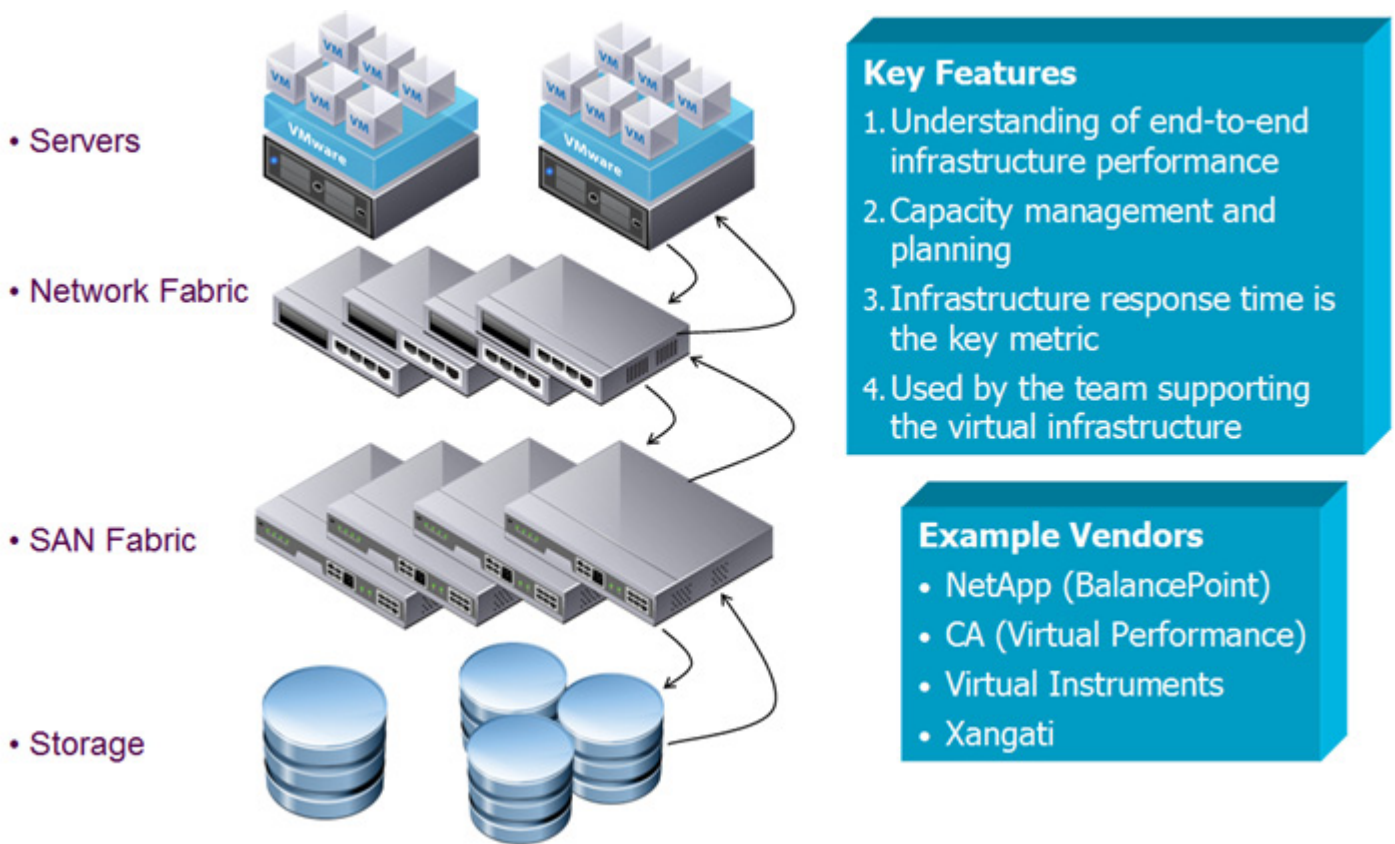 VM
VM
VM
VM
VM
VM
VMware
VM
VM
VM
VM
VM
VM
VMware
• Servers
• Network Fabric
• SAN Fabric
• Storage
Key Features
1. Understanding of end-to-end
infrastructure performance
2. Capacity management and
planning
3. Infrastructure response time is
the key metric
4. Used by the team supporting
the virtual infrastructure
Example Vendors
• NetApp (BalancePoint)
• CA (Virtual Performance)
• Virtual Instruments
• Xangati